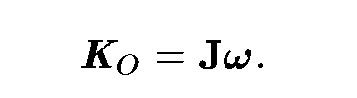 𝑲_O = 𝐉𝝎.